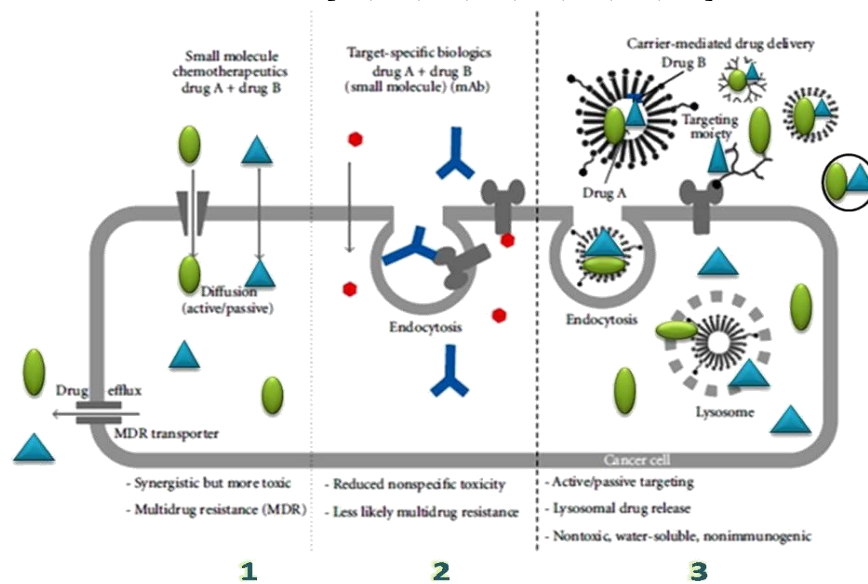 Small molecule
chemotherapeutics
drug A + drug B
Target-specific biologics
drug A + drug B
(small molecule) (mAb)
Carrier-mediated drug delivery
Drug B
Targeting
moiety
Drug A
Diffusion
(active/passive)
Endocytosis
Endocytosis
Drug efflux
MDR transporter
Lysosome
Cancer cell
- Synergistic but more toxic
- Multidrug resistance (MDR)
- Reduced nonspecific toxicity
- Less likely multidrug resistance
- Active/passive targeting
- Lysosomal drug release
- Nontoxic, water-soluble, nonimmunogenic
1
2
3